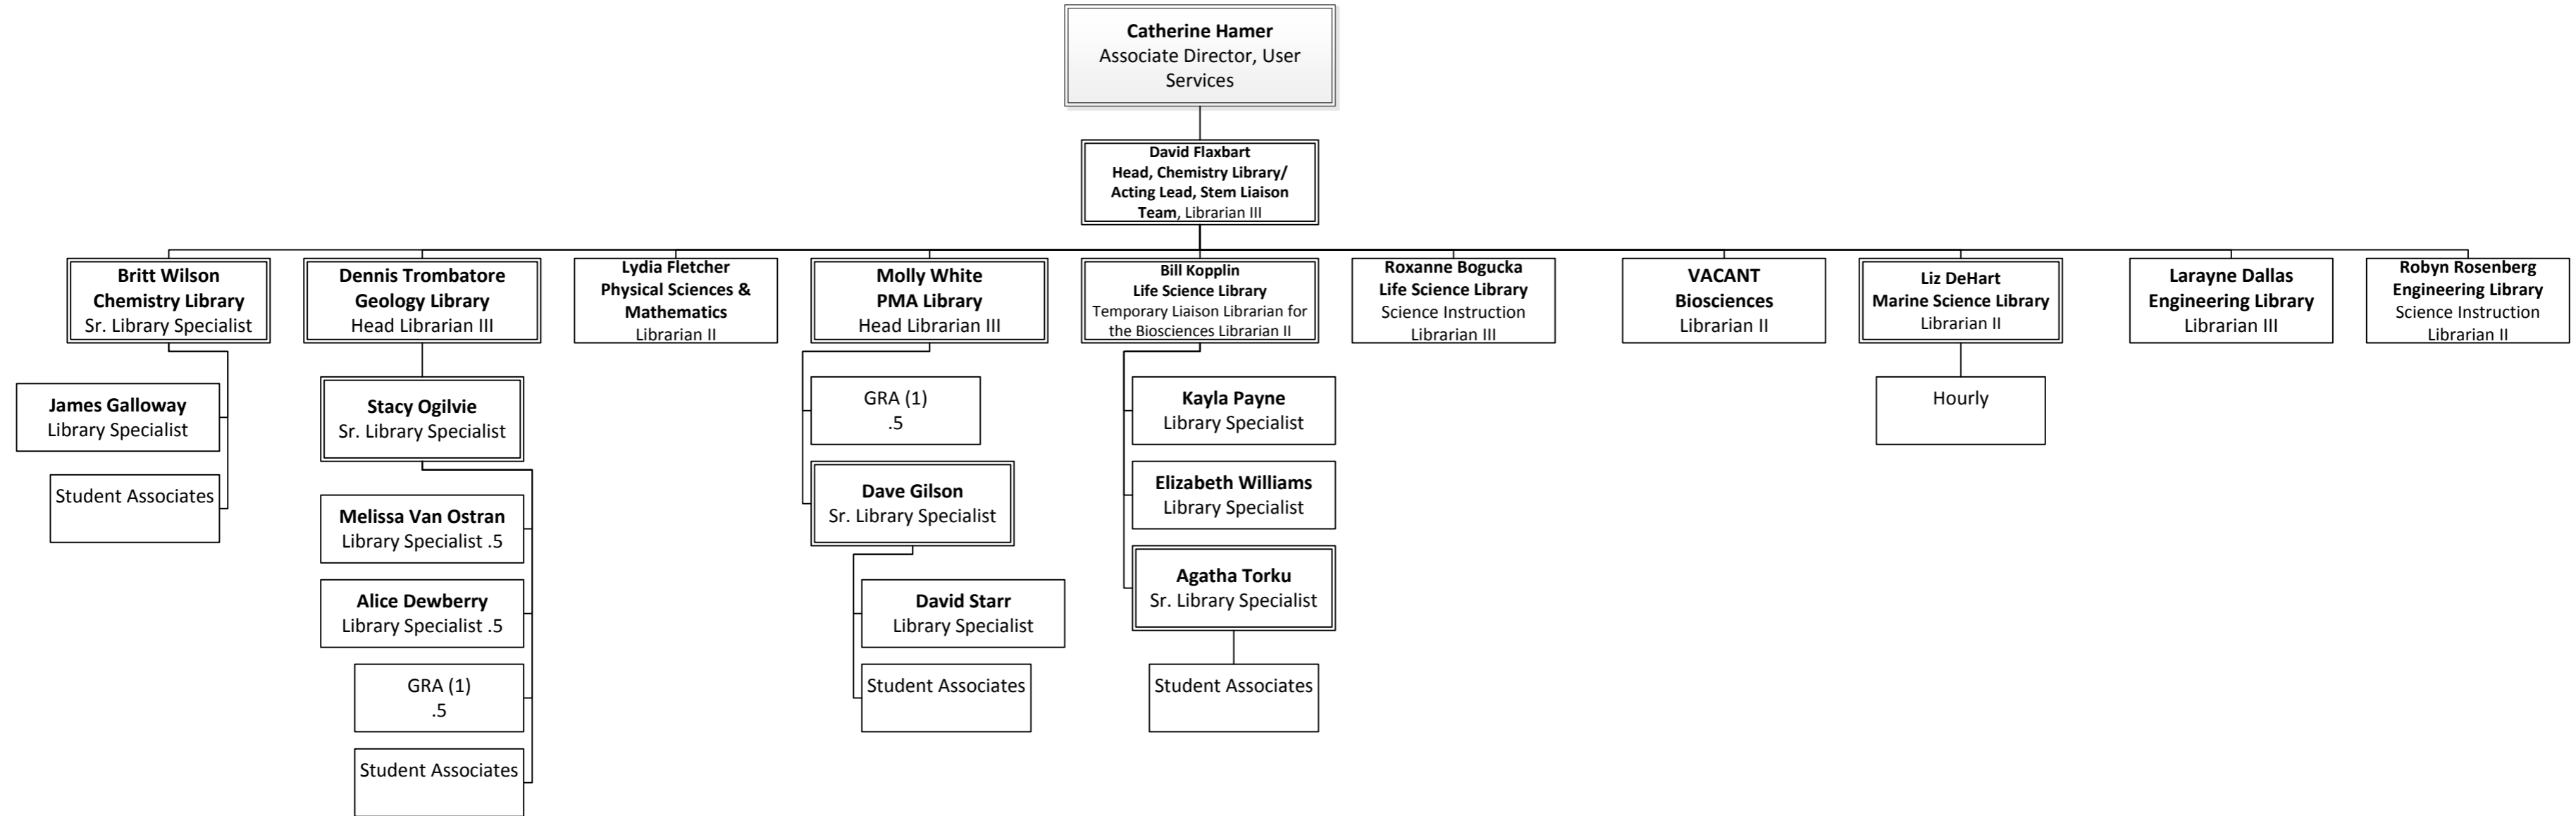 Catherine Hamer
Associate Director, User
Services
David Flaxbart
Head, Chemistry Library/
Acting Lead, Stem Liaison
Team, Librarian III
Britt Wilson
Chemistry Library
Sr. Library Specialist
Dennis Trombatore
Geology Library
Head Librarian III
Lydia Fletcher
Physical Sciences &
Mathematics
Librarian II
Molly White
PMA Library
Head Librarian III
Bill Kopplin
Life Science Library
Temporary Liaison Librarian for
the Biosciences Librarian II
Roxanne Bogucka
Life Science Library
Science Instruction
Librarian III
VACANT
Biosciences
Librarian II
Liz DeHart
Marine Science Library
Librarian II
Larayne Dallas
Engineering Library
Librarian III
Robyn Rosenberg
Engineering Library
Science Instruction
Librarian II
James Galloway
Library Specialist
Student Associates
Stacy Ogilvie
Sr. Library Specialist
Melissa Van Ostran
Library Specialist .5
Alice Dewberry
Library Specialist .5
GRA (1)
.5
Student Associates
GRA (1)
.5
Dave Gilson
Sr. Library Specialist
David Starr
Library Specialist
Student Associates
Kayla Payne
Library Specialist
Elizabeth Williams
Library Specialist
Agatha Torku
Sr. Library Specialist
Student Associates
Hourly